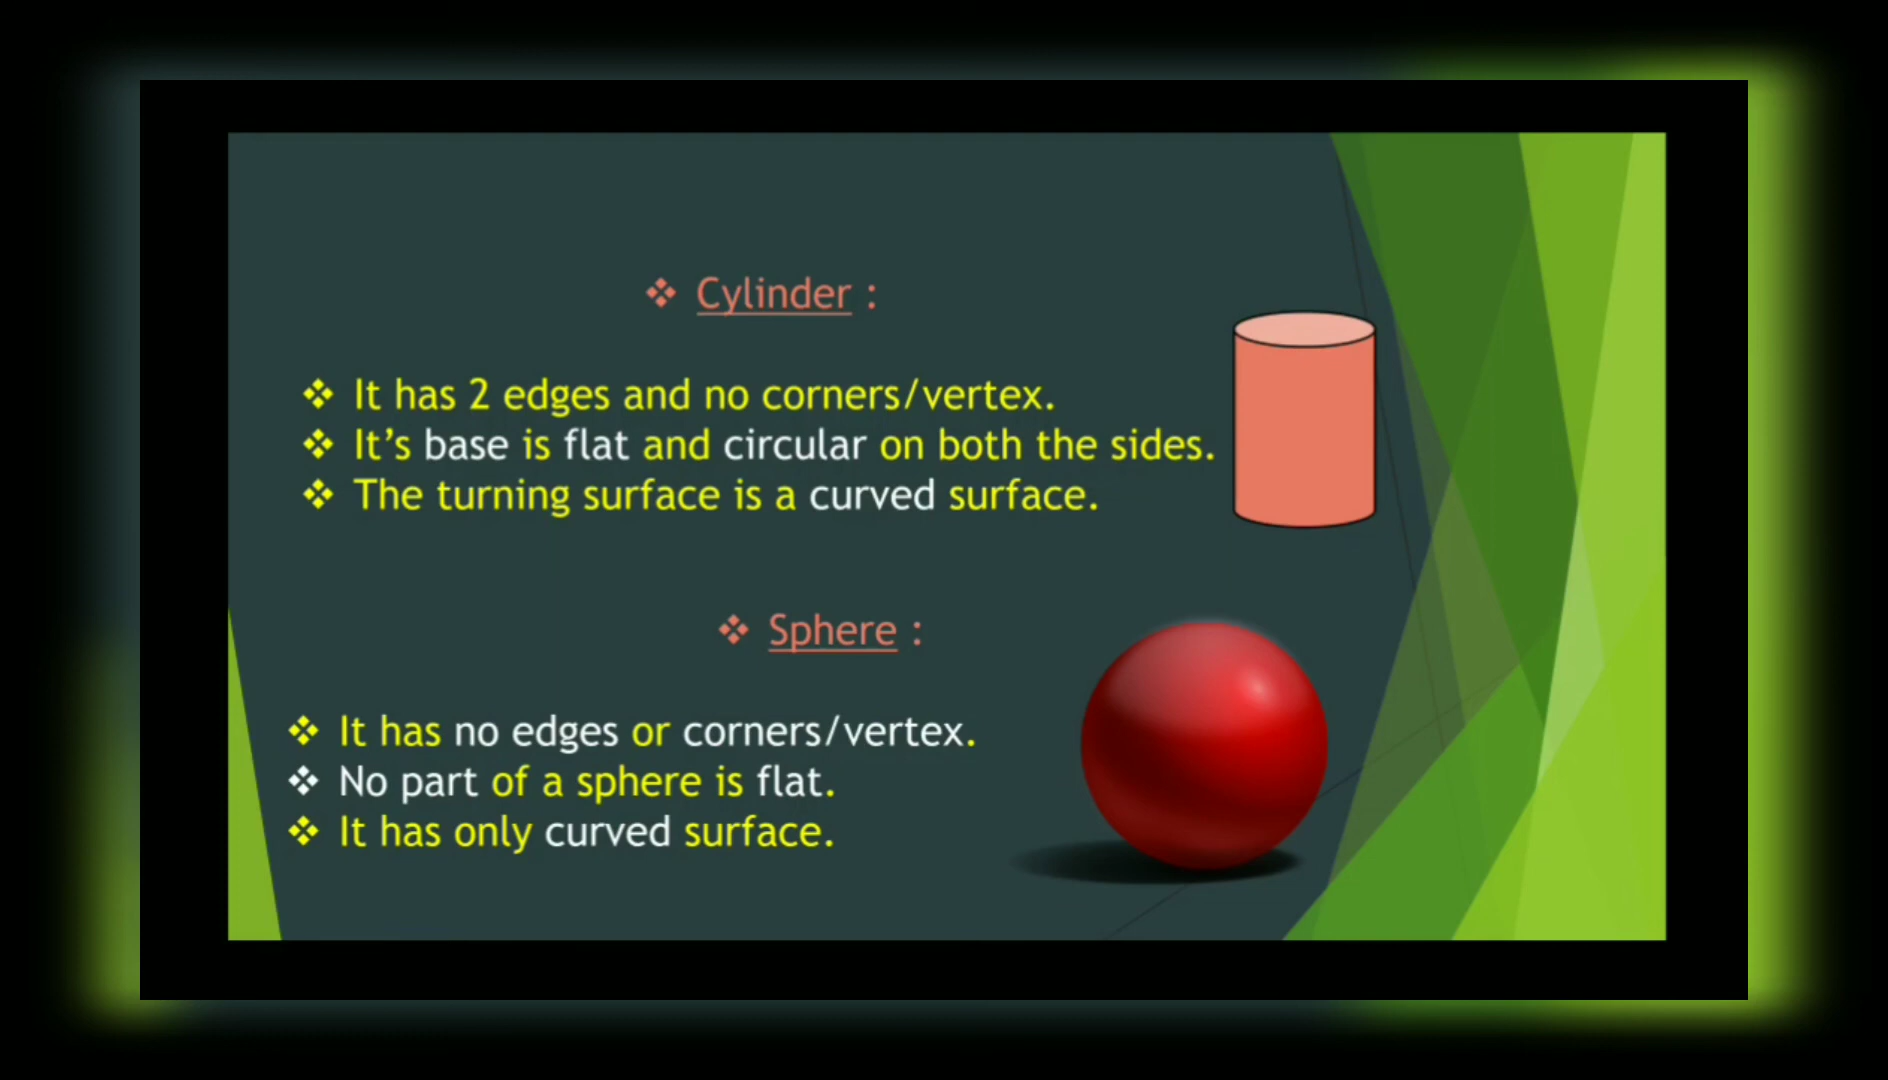 ❖ Cylinder :
❖ It has 2 edges and no corners/vertex.
❖ It’s base is flat and circular on both the sides.
❖ The turning surface is a curved surface.
❖ Sphere :
❖ It has no edges or corners/vertex.
❖ No part of a sphere is flat.
❖ It has only curved surface.